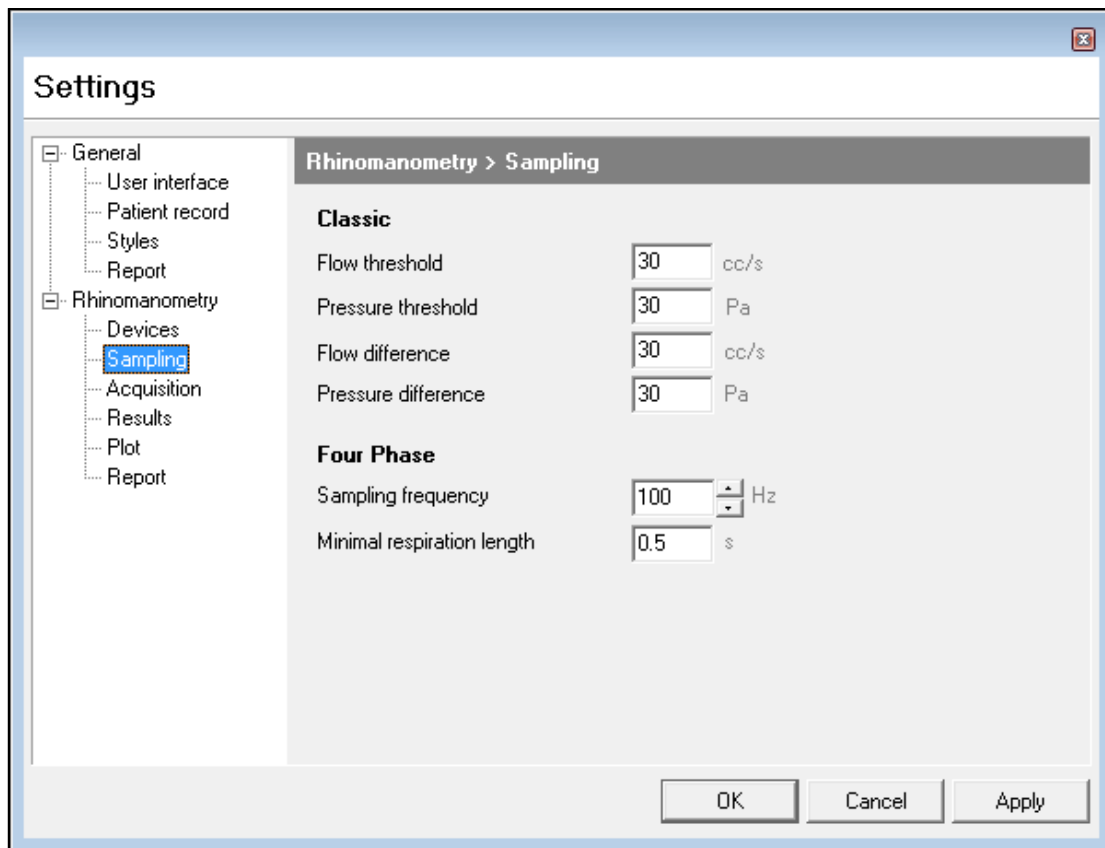 Settings
General
User interface
Patient record
Styles
Report
Rhinomanometry
Devices
Sampling
Acquisition
Results
Plot
Report
Rhinomanometry > Sampling
Classic
Flow threshold 30 cc/s
Pressure threshold 30 Pa
Flow difference 30 cc/s
Pressure difference 30 Pa
Four Phase
Sampling frequency 100 Hz
Minimal respiration length 0.5 s
OK Cancel Apply